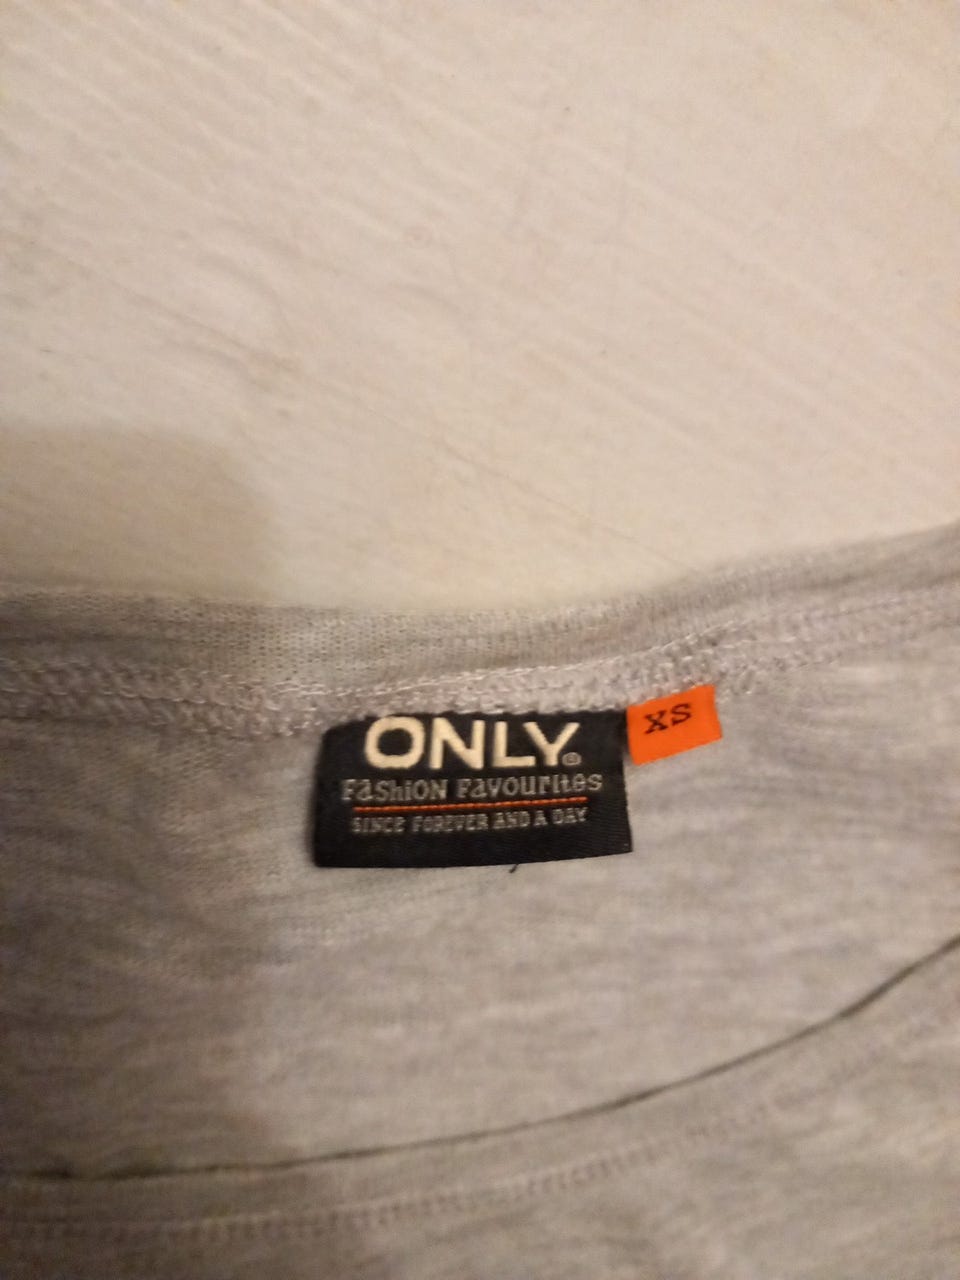 ONLY®
FaShiON Favourites
SINCE FOREVER AND A DAY
XS